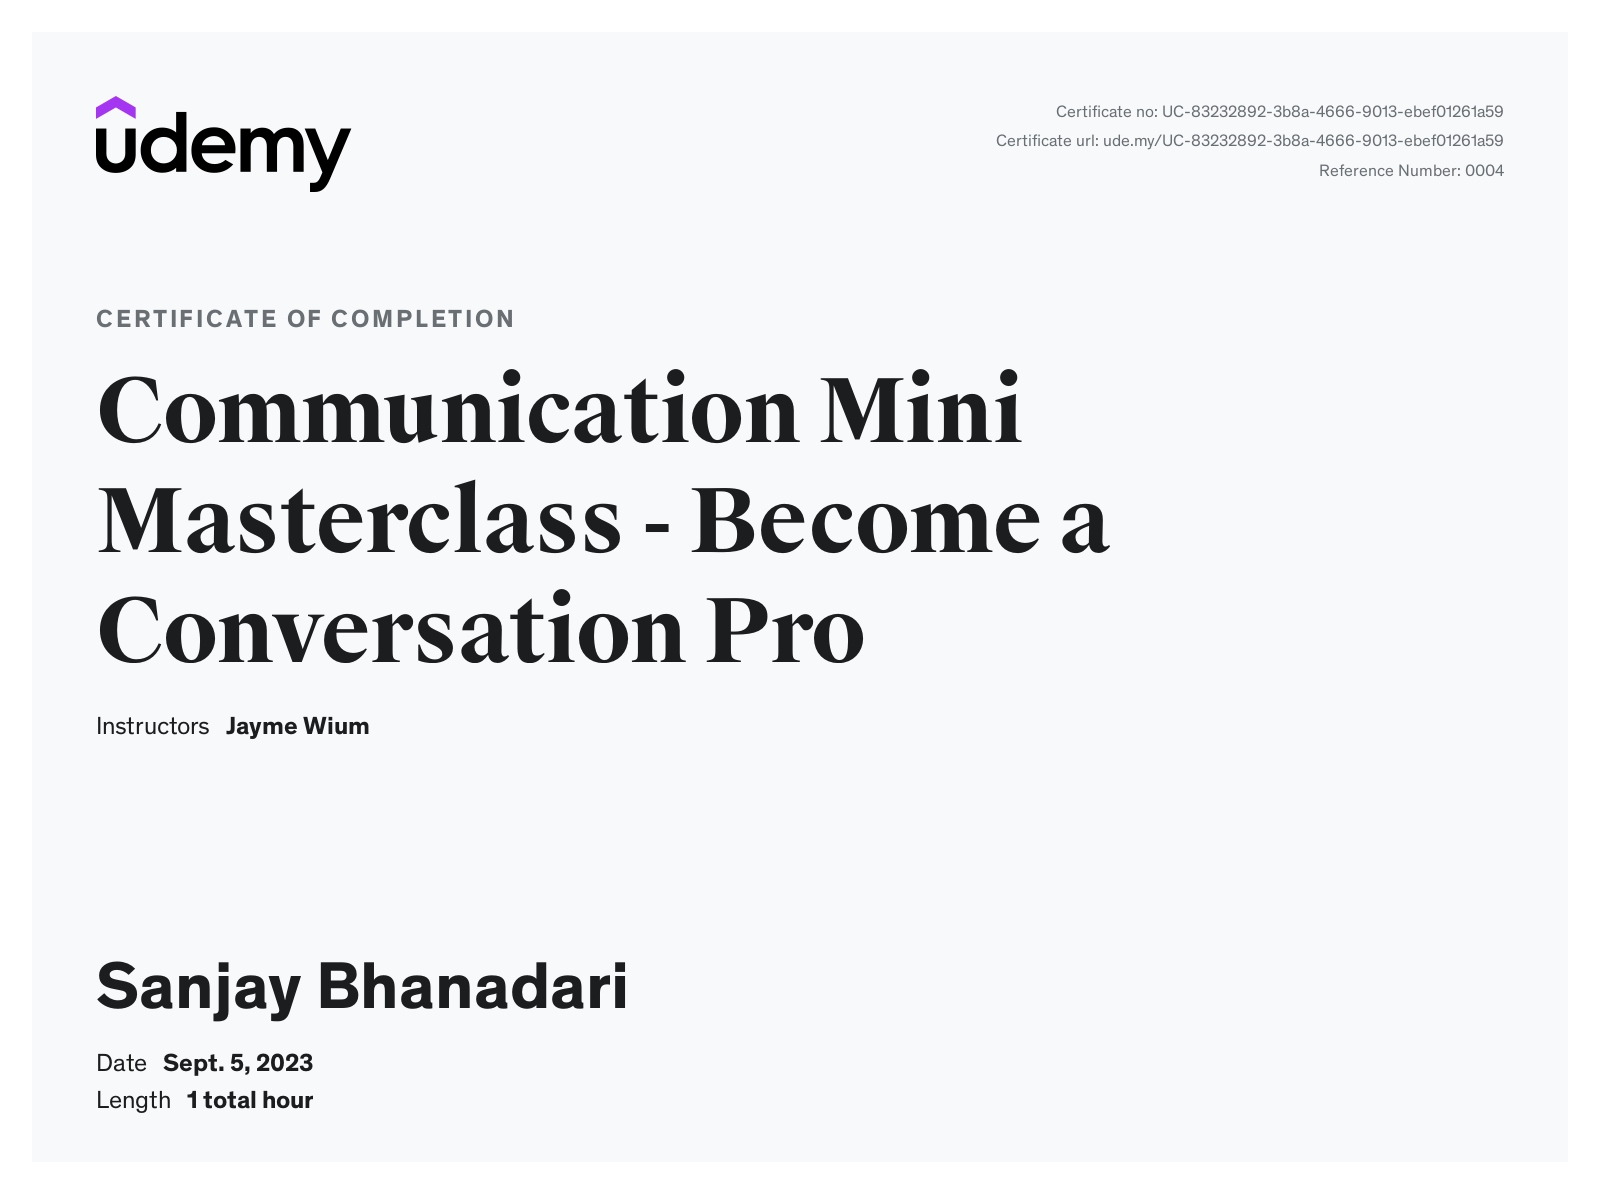 udemy
Certificate no: UC-83232892-3b8a-4666-9013-ebef01261a59
Certificate url: ude.my/UC-83232892-3b8a-4666-9013-ebef01261a59
Reference Number: 0004
CERTIFICATE OF COMPLETION
Communication Mini
Masterclass - Become a
Conversation Pro
Instructors Jayme Wium
Sanjay Bhanadari
Date Sept. 5, 2023
Length 1 total hour